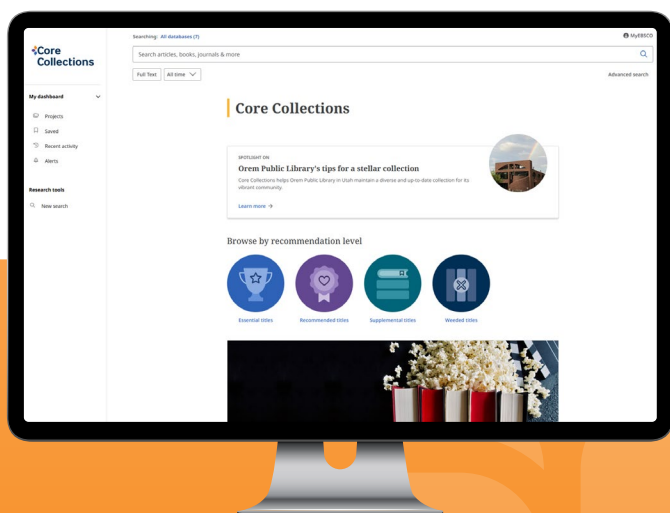 Searching: All databases (7)
MyEBSCO
Core
Collections
Search articles, books, journals & more
Full Text
All time
Advanced search
My dashboard
Projects
Saved
Recent activity
Alerts
Research tools
New search
Core Collections
SPOTLIGHT ON
Orem Public Library's tips for a stellar collection
Core Collections helps Orem Public Library in Utah maintain a diverse and up-to-date collection for its
vibrant community
Learn more →
Browse by recommendation level
Essential titles
Recommended titles
Supplemental titles
Weeded titles